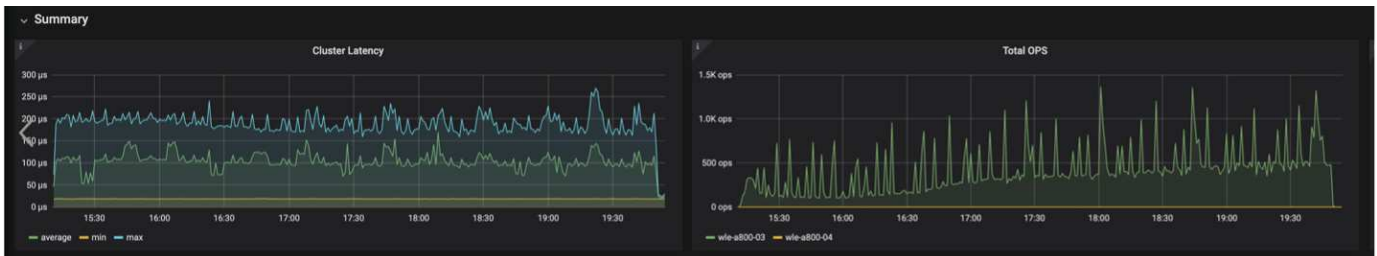 Summary
Cluster Latency
300 µs
250 µs
200 µs
150 µs
100 µs
50 µs
0 µs
15:30 16:00 16:30 17:00 17:30 18:00 18:30 19:00 19:30
average min max
Total OPS
1.5K ops
1.0K ops
500 ops
0 ops
15:30 16:00 16:30 17:00 17:30 18:00 18:30 19:00 19:30
wle-a800-03 wle-a800-04